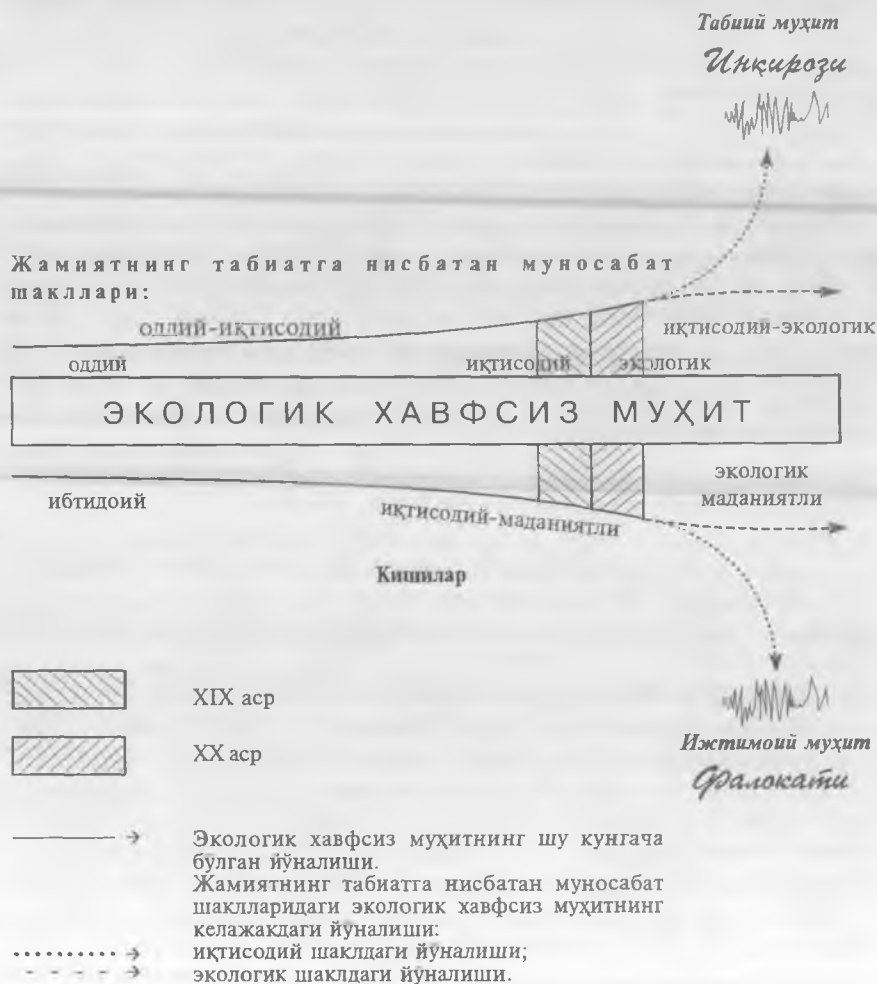 Табиий муҳит
Инқирози
Жамиятнинг табиатга нисбатан муносабат
шакллари:
оддий-иқтисодий
иқтисодий-экологик
оддий
иқтисодий
экологик
ЭКОЛОГИК ХАВФСИЗ МУҲИТ
ибтидоий
иқтисодий-маданиятли
экологик
маданиятли
Кишилар
XIX аср
XX аср
Ижтимоий муҳит
Фалокати
Экологик хавфсиз муҳитнинг шу кунгача
бўлган йўналиши.
Жамиятнинг табиатга нисбатан муносабат
шаклларидаги экологик хавфсиз муҳитнинг
келажакдаги йўналиши:
иқтисодий шаклдаги йўналиши;
экологик шаклдаги йўналиши.